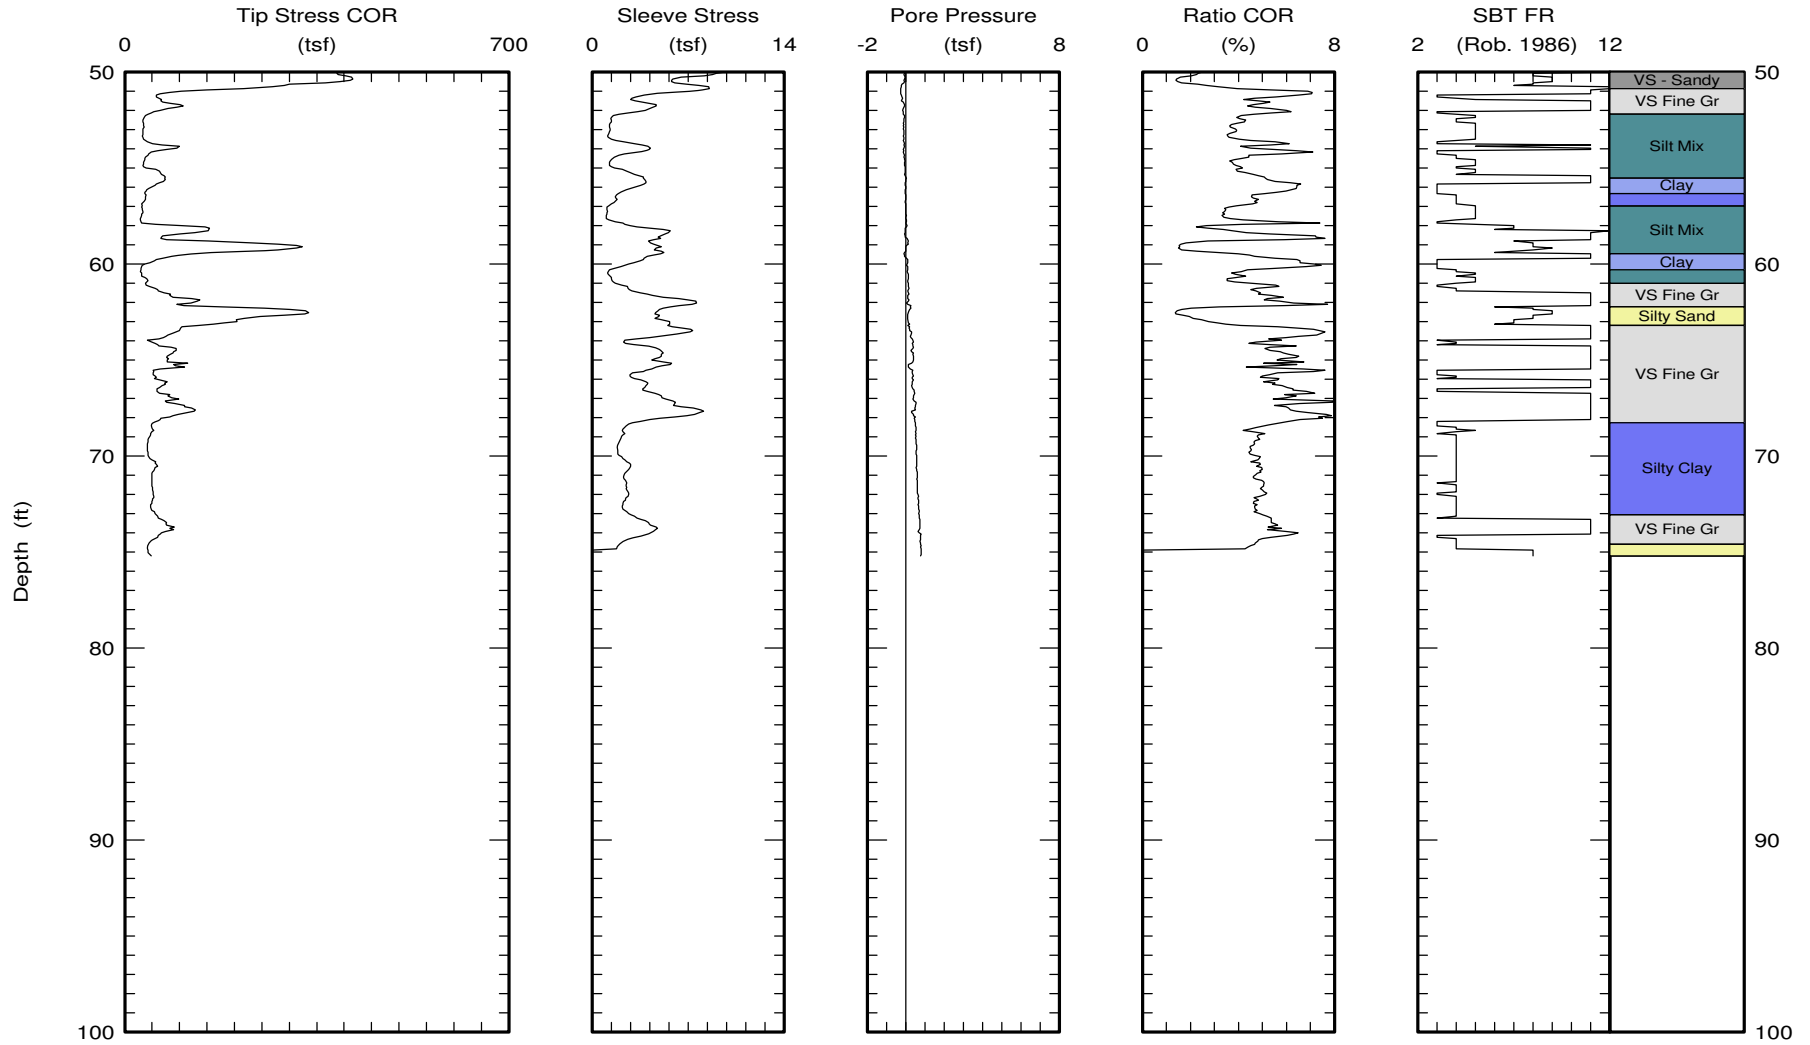 Tip Stress COR Sleeve Stress Pore Pressure Ratio COR SBT FR
0 (tsf) 700 0 (tsf) 14 -2 (tsf) 8 0 (%) 8 2 (Rob. 1986) 12
50 VS - Sandy 50
VS Fine Gr
Silt Mix
Clay
Silt Mix
60 Clay 60
VS Fine Gr
Silty Sand
VS Fine Gr
70 Silty Clay 70
VS Fine Gr
Depth (ft)
80 80
90 90
100 100